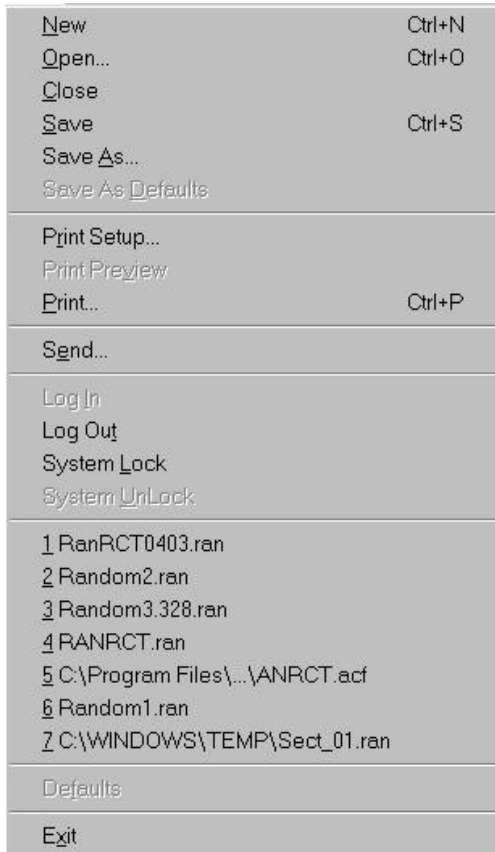 New Ctrl+N
Open... Ctrl+O
Close
Save Ctrl+S
Save As...
Save As Defaults
Print Setup...
Print Preview
Print... Ctrl+P
Send...
Log In
Log Out
System Lock
System UnLock
1 RanRCT0403.ran
2 Random2.ran
3 Random3.328.ran
4 RANRCT.ran
5 C:\Program Files\...\ANRCT.acf
6 Random1.ran
7 C:\WINDOWS\TEMP\Sect_01.ran
Defaults
Exit